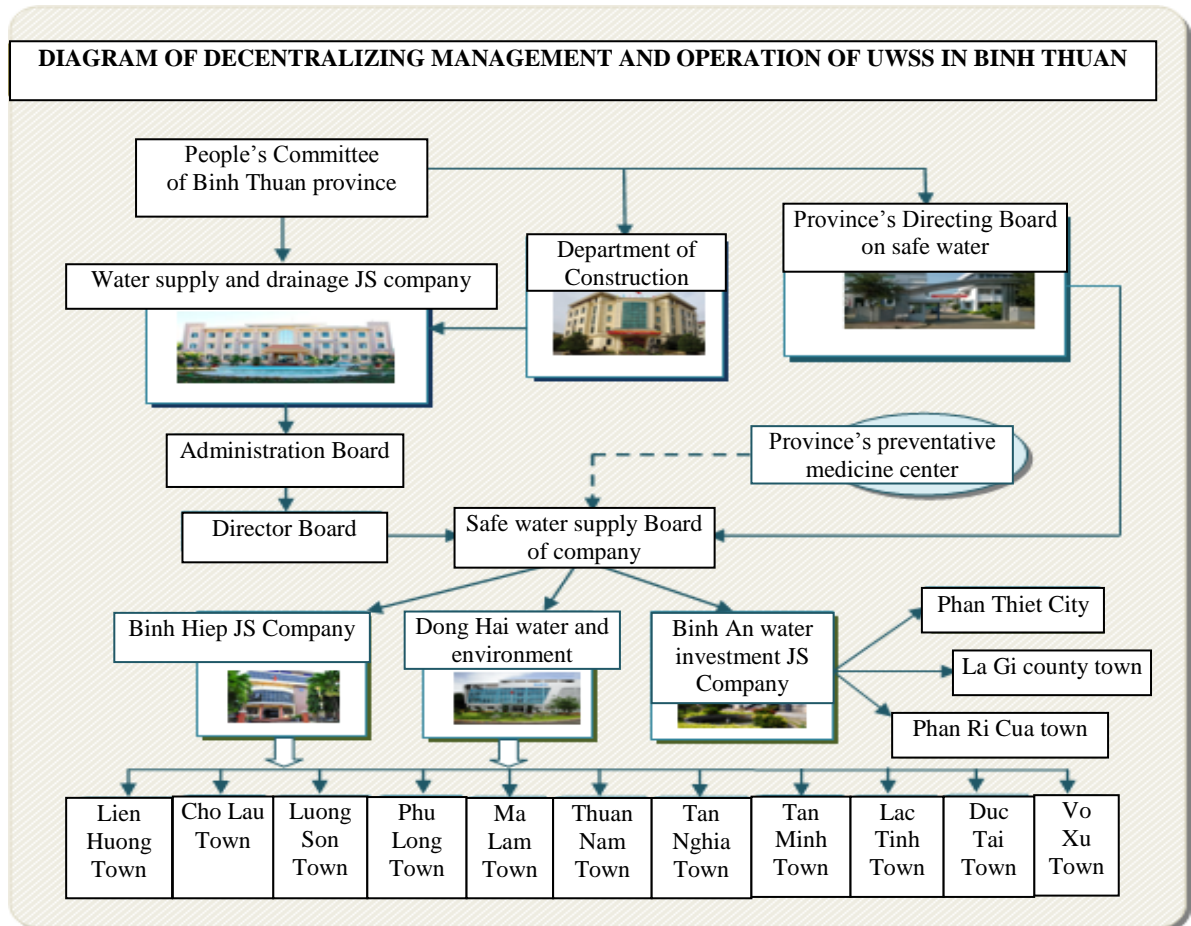 DIAGRAM OF DECENTRALIZING MANAGEMENT AND OPERATION OF UWSS IN BINH THUAN
People’s Committee
of Binh Thuan province
Province’s Directing Board
on safe water
Department of
Construction
Water supply and drainage JS company
Administration Board
Province’s preventative
medicine center
Director Board
Safe water supply Board
of company
Binh Hiep JS Company
Dong Hai water and
environment
Binh An water
investment JS
Company
Phan Thiet City
La Gi county town
Phan Ri Cua town
Lien
Huong
Town
Cho Lau
Town
Luong
Son
Town
Phu
Long
Town
Ma
Lam
Town
Thuan
Nam
Town
Tan
Nghia
Town
Tan
Minh
Town
Lac
Tinh
Town
Duc
Tai
Town
Vo
Xu
Town